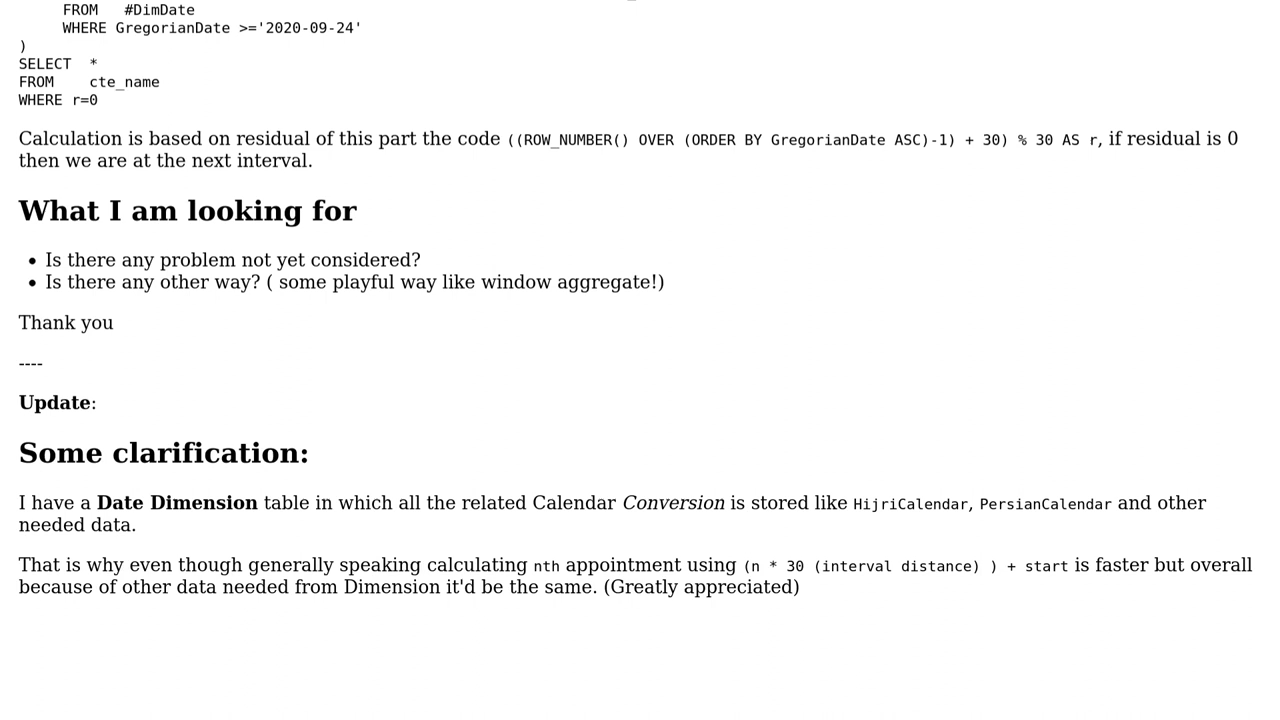 FROM   #DimDate
WHERE GregorianDate >='2020-09-24'
)
SELECT  *
FROM    cte_name
WHERE r=0
Calculation is based on residual of this part the code ((ROW_NUMBER() OVER (ORDER BY GregorianDate ASC)-1) + 30) % 30 AS r, if residual is 0
then we are at the next interval.
What I am looking for
• Is there any problem not yet considered?
• Is there any other way? ( some playful way like window aggregate!)
Thank you
----
Update:
Some clarification:
I have a Date Dimension table in which all the related Calendar Conversion is stored like HijriCalendar, PersianCalendar and other
needed data.
That is why even though generally speaking calculating nth appointment using (n * 30 (interval distance) ) + start is faster but overall
because of other data needed from Dimension it'd be the same. (Greatly appreciated)